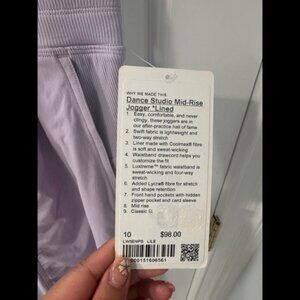 WHY WE MADE THIS
Dance Studio Mid-Rise
Jogger *Lined
1. Easy, comfortable, and never
clingy, these joggers are in
our after-practice hall of fame
2. Swift fabric is lightweight and
two-way stretch
3. Liner made with Coolmax® fibre
is soft and sweat-wicking
4. Waistband drawcord helps you
customize the fit
5. Luxtreme™ fabric waistband is
sweat-wicking and four-way
stretch
6. Added Lycra® fibre for stretch
and shape retention
7. Front hand pockets with hidden
zipper pocket and card sleeve
8. Mid rise
9. Classic
10 $98.00
LW5ENPS LILE